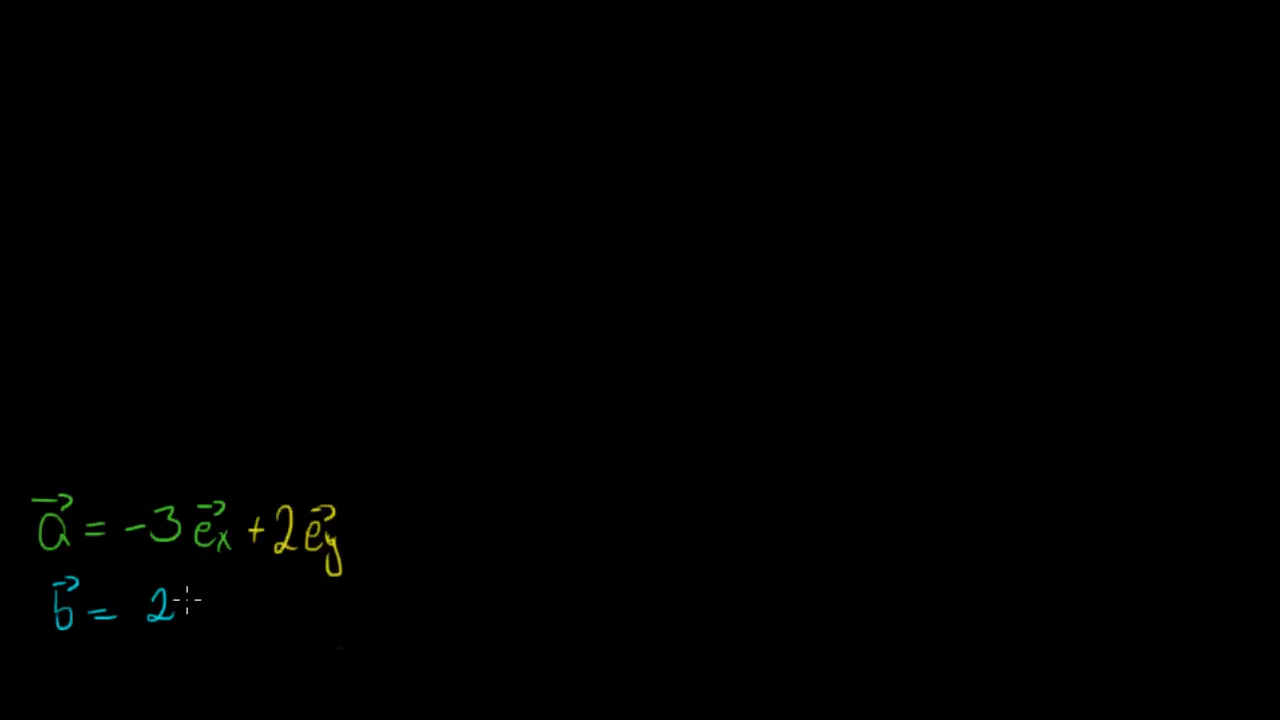 a⃗ = -3 e⃗ₓ + 2 e⃗y
b⃗ = 2